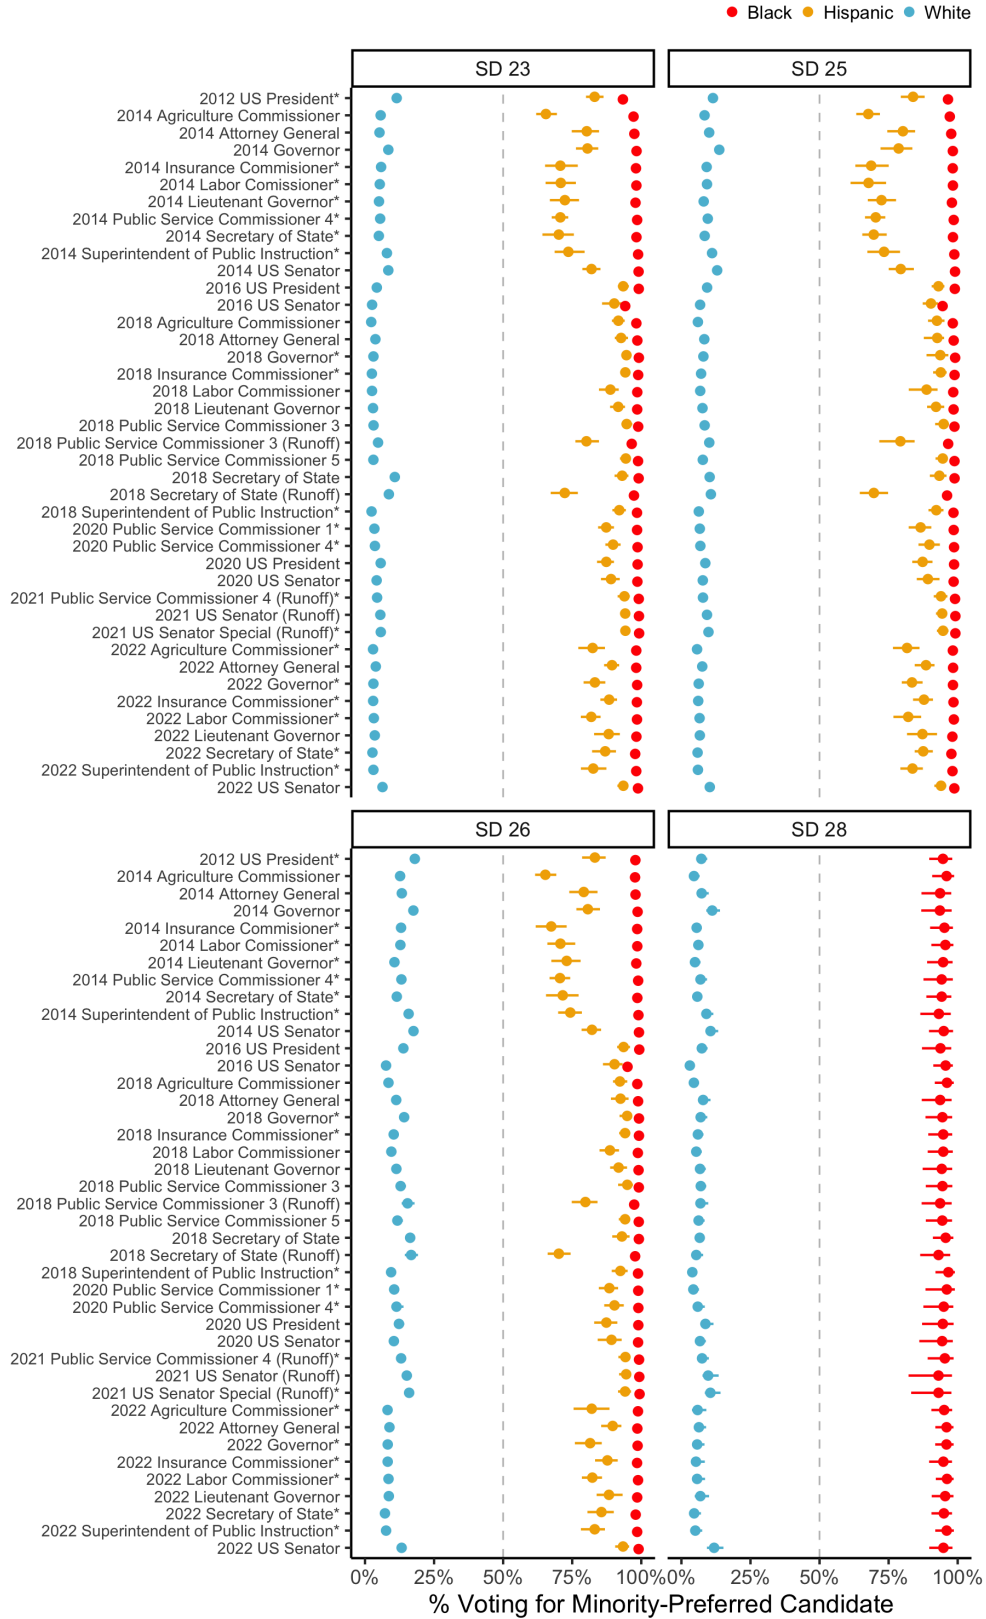 Black Hispanic White
SD 23 SD 25
2012 US President*
2014 Agriculture Commissioner
2014 Attorney General
2014 Governor
2014 Insurance Commisioner*
2014 Labor Comissioner*
2014 Lieutenant Governor*
2014 Public Service Commissioner 4*
2014 Secretary of State*
2014 Superintendent of Public Instruction*
2014 US Senator
2016 US President
2016 US Senator
2018 Agriculture Commissioner
2018 Attorney General
2018 Governor*
2018 Insurance Commissioner*
2018 Labor Commissioner
2018 Lieutenant Governor
2018 Public Service Commissioner 3
2018 Public Service Commissioner 3 (Runoff)
2018 Public Service Commissioner 5
2018 Secretary of State
2018 Secretary of State (Runoff)
2018 Superintendent of Public Instruction*
2020 Public Service Commissioner 1*
2020 Public Service Commissioner 4*
2020 US President
2020 US Senator
2021 Public Service Commissioner 4 (Runoff)*
2021 US Senator (Runoff)
2021 US Senator Special (Runoff)*
2022 Agriculture Commissioner*
2022 Attorney General
2022 Governor*
2022 Insurance Commissioner*
2022 Labor Commissioner*
2022 Lieutenant Governor
2022 Secretary of State*
2022 Superintendent of Public Instruction*
2022 US Senator
SD 26 SD 28
2012 US President*
2014 Agriculture Commissioner
2014 Attorney General
2014 Governor
2014 Insurance Commisioner*
2014 Labor Comissioner*
2014 Lieutenant Governor*
2014 Public Service Commissioner 4*
2014 Secretary of State*
2014 Superintendent of Public Instruction*
2014 US Senator
2016 US President
2016 US Senator
2018 Agriculture Commissioner
2018 Attorney General
2018 Governor*
2018 Insurance Commissioner*
2018 Labor Commissioner
2018 Lieutenant Governor
2018 Public Service Commissioner 3
2018 Public Service Commissioner 3 (Runoff)
2018 Public Service Commissioner 5
2018 Secretary of State
2018 Secretary of State (Runoff)
2018 Superintendent of Public Instruction*
2020 Public Service Commissioner 1*
2020 Public Service Commissioner 4*
2020 US President
2020 US Senator
2021 Public Service Commissioner 4 (Runoff)*
2021 US Senator (Runoff)
2021 US Senator Special (Runoff)*
2022 Agriculture Commissioner*
2022 Attorney General
2022 Governor*
2022 Insurance Commissioner*
2022 Labor Commissioner*
2022 Lieutenant Governor
2022 Secretary of State*
2022 Superintendent of Public Instruction*
2022 US Senator
0% 25% 50% 75% 100% 0% 25% 50% 75% 100%
% Voting for Minority-Preferred Candidate